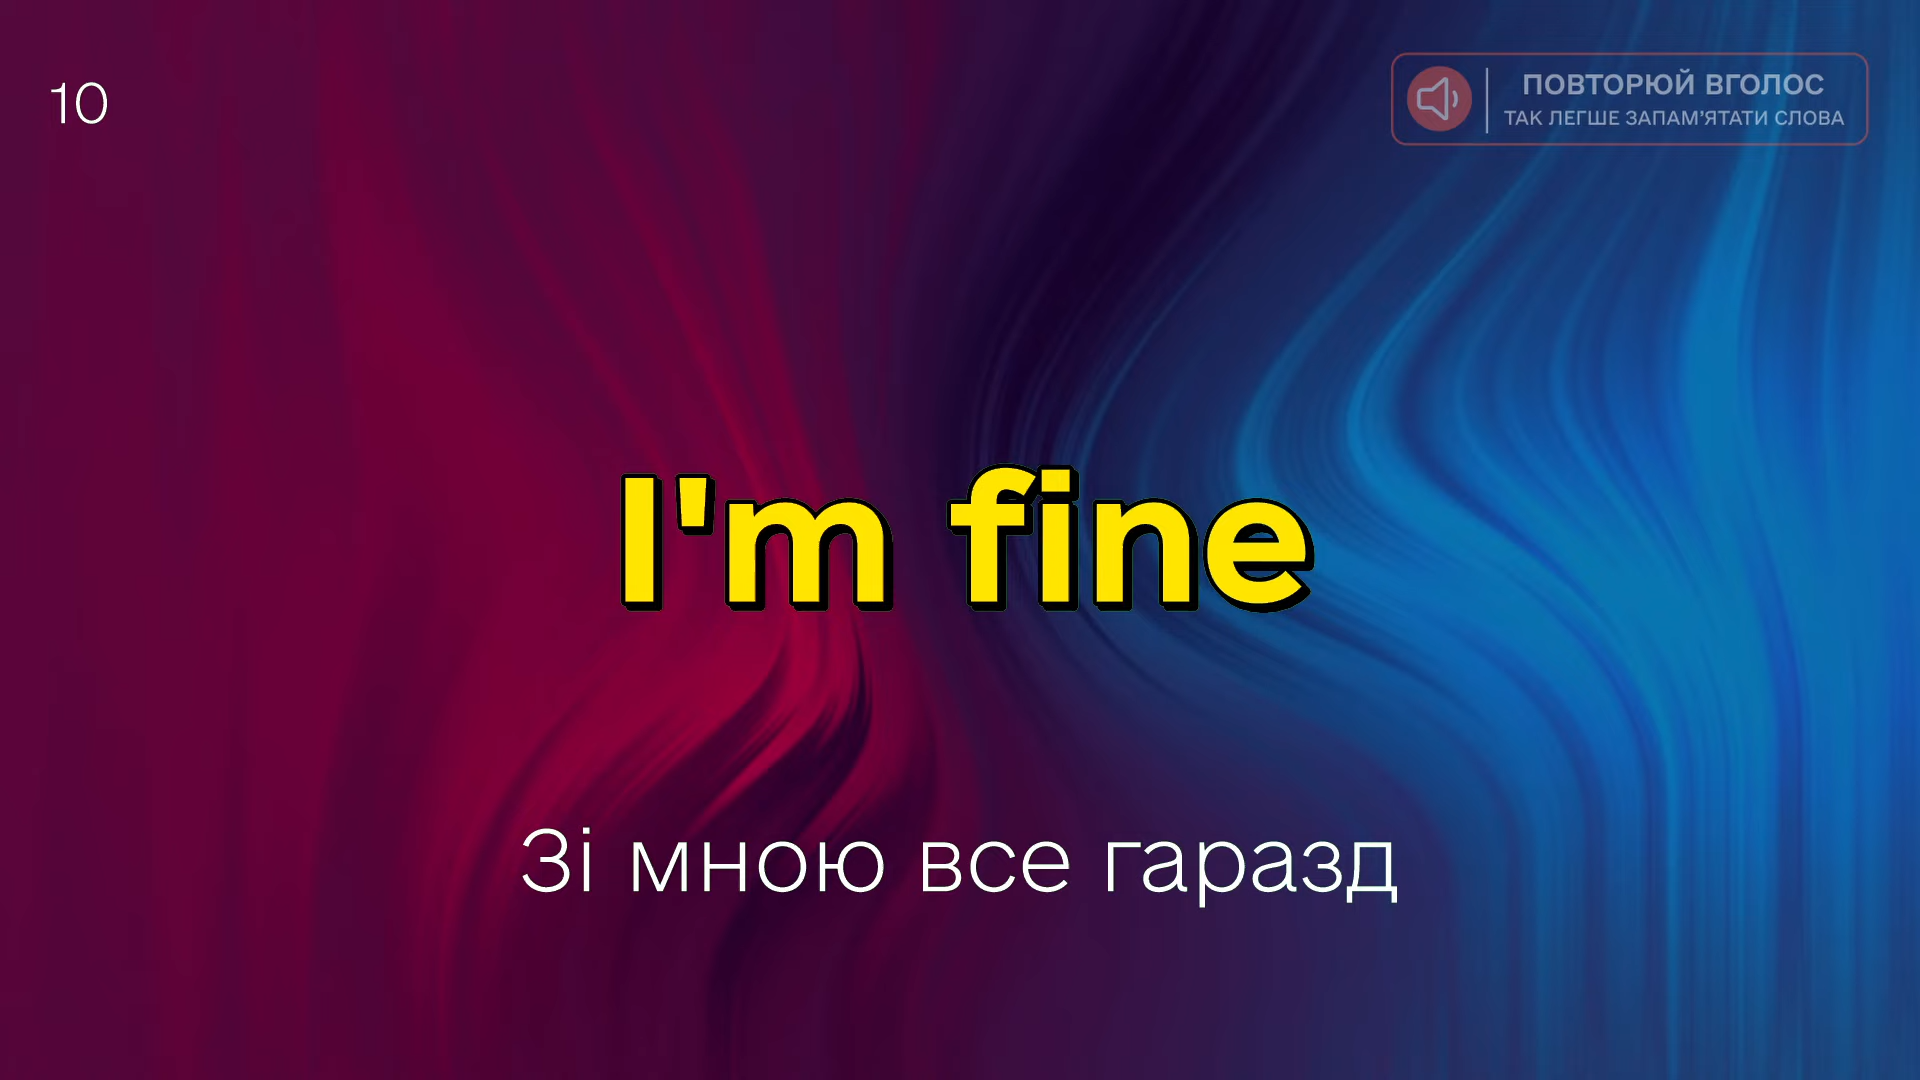 10
ПОВТОРЮЙ ВГОЛОС
ТАК ЛЕГШЕ ЗАПАМ'ЯТАТИ СЛОВА
I'm fine
Зі мною все гаразд